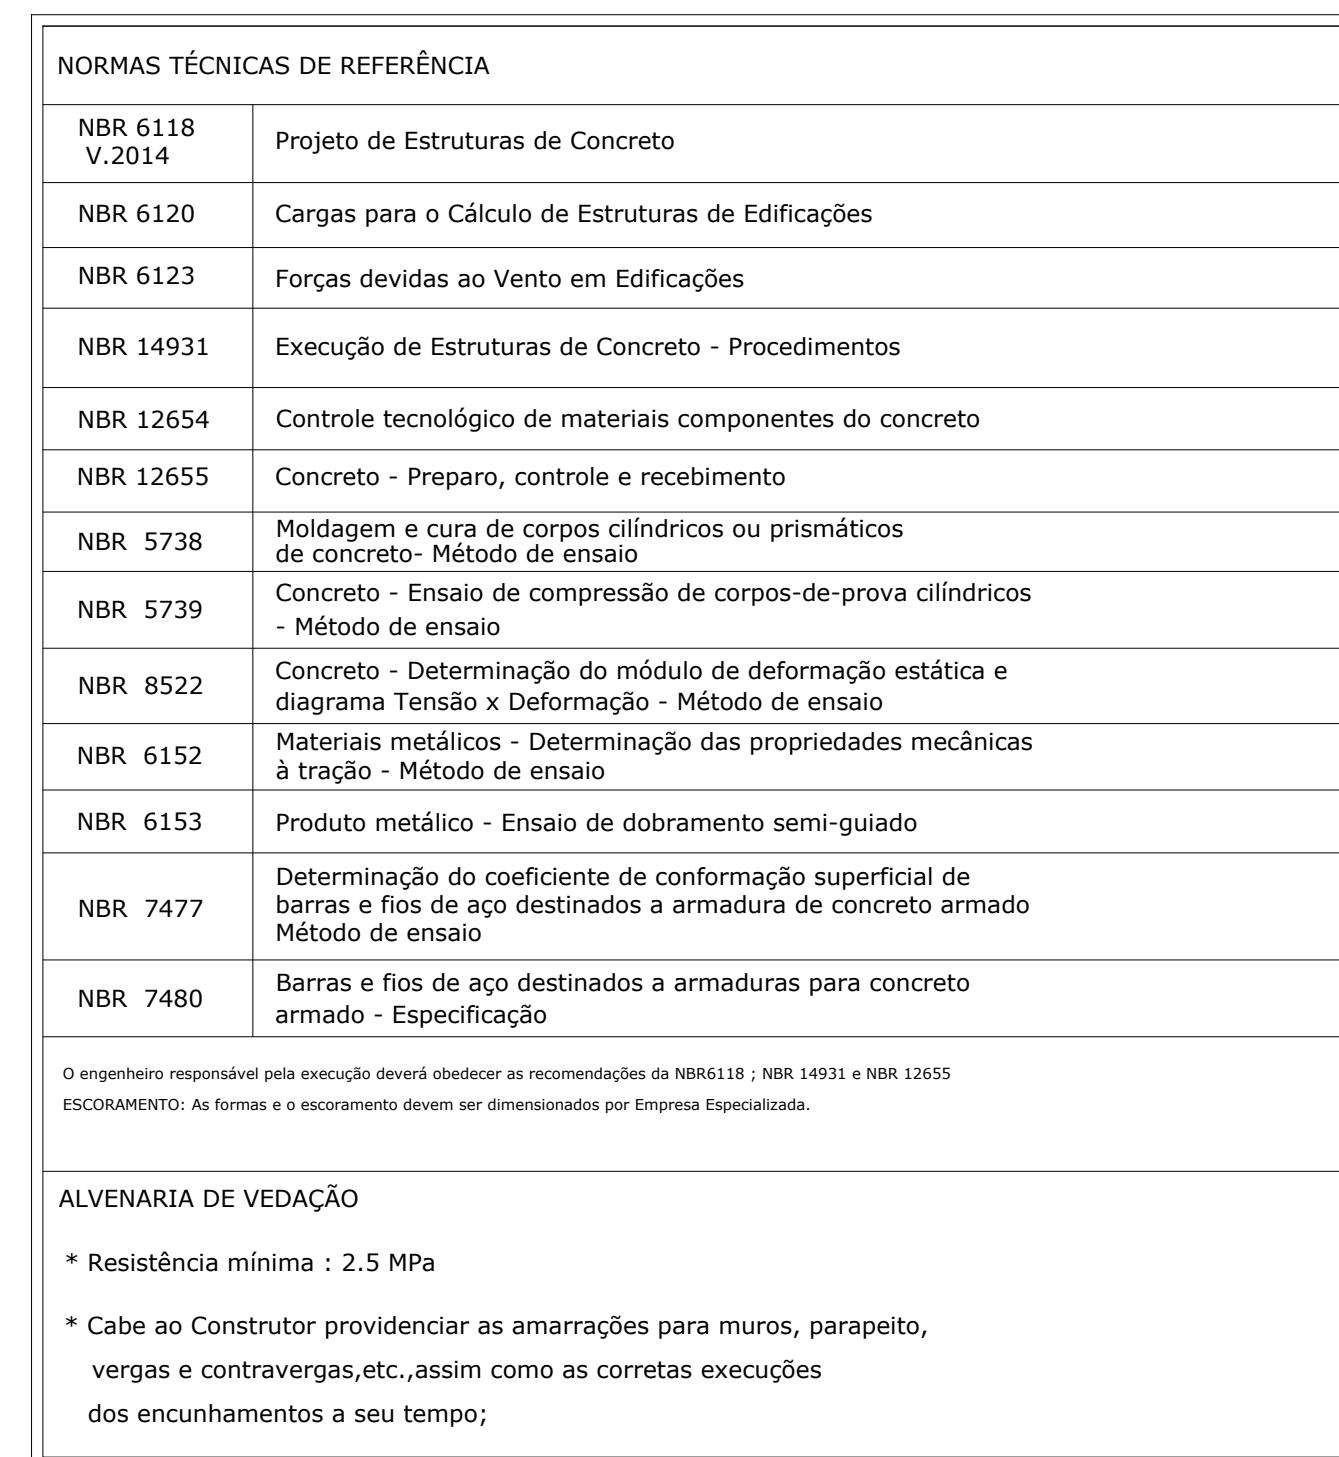 NORMAS TÉCNICAS DE REFERÊNCIA
NBR 6118
V.2014
Projeto de Estruturas de Concreto
NBR 6120
Cargas para o Cálculo de Estruturas de Edificações
NBR 6123
Forças devidas ao Vento em Edificações
NBR 14931
Execução de Estruturas de Concreto - Procedimentos
NBR 12654
Controle tecnológico de materiais componentes do concreto
NBR 12655
Concreto - Preparo, controle e recebimento
NBR 5738
Moldagem e cura de corpos cilíndricos ou prismáticos
de concreto- Método de ensaio
NBR 5739
Concreto - Ensaio de compressão de corpos-de-prova cilíndricos
- Método de ensaio
NBR 8522
Concreto - Determinação do módulo de deformação estática e
diagrama Tensão x Deformação - Método de ensaio
NBR 6152
Materiais metálicos - Determinação das propriedades mecânicas
à tração - Método de ensaio
NBR 6153
Produto metálico - Ensaio de dobramento semi-guiado
NBR 7477
Determinação do coeficiente de conformação superficial de
barras e fios de aço destinados a armadura de concreto armado
Método de ensaio
NBR 7480
Barras e fios de aço destinados a armaduras para concreto
armado - Especificação
O engenheiro responsável pela execução deverá obedecer as recomendações da NBR6118 ; NBR 14931 e NBR 12655
ESCORAMENTO: As formas e o escoramento devem ser dimensionados por Empresa Especializada.
ALVENARIA DE VEDAÇÃO
* Resistência mínima : 2.5 MPa
* Cabe ao Construtor providenciar as amarrações para muros, parapeito,
vergas e contravergas,etc.,assim como as corretas execuções
dos encunhamentos a seu tempo;